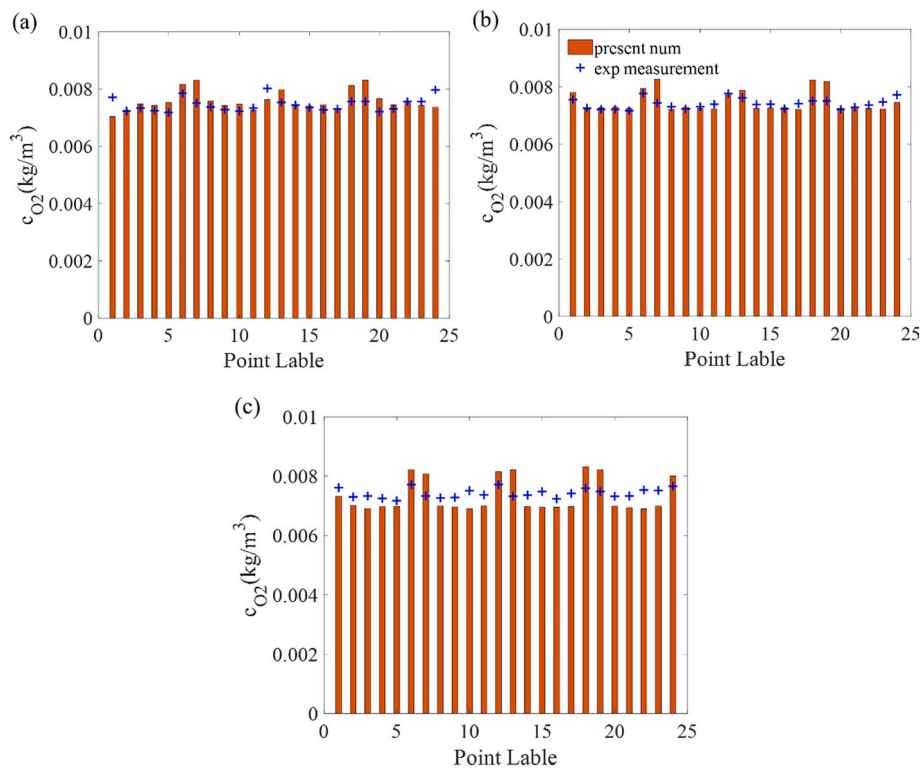 (a)
0.01
0.008
0.006
0.004
0.002
0
c_O2(kg/m^3)
0 5 10 15 20 25
Point Lable
(b)
0.01
0.008
0.006
0.004
0.002
0
c_O2(kg/m^3)
present num
exp measurement
0 5 10 15 20 25
Point Lable
(c)
0.01
0.008
0.006
0.004
0.002
0
c_O2(kg/m^3)
0 5 10 15 20 25
Point Lable